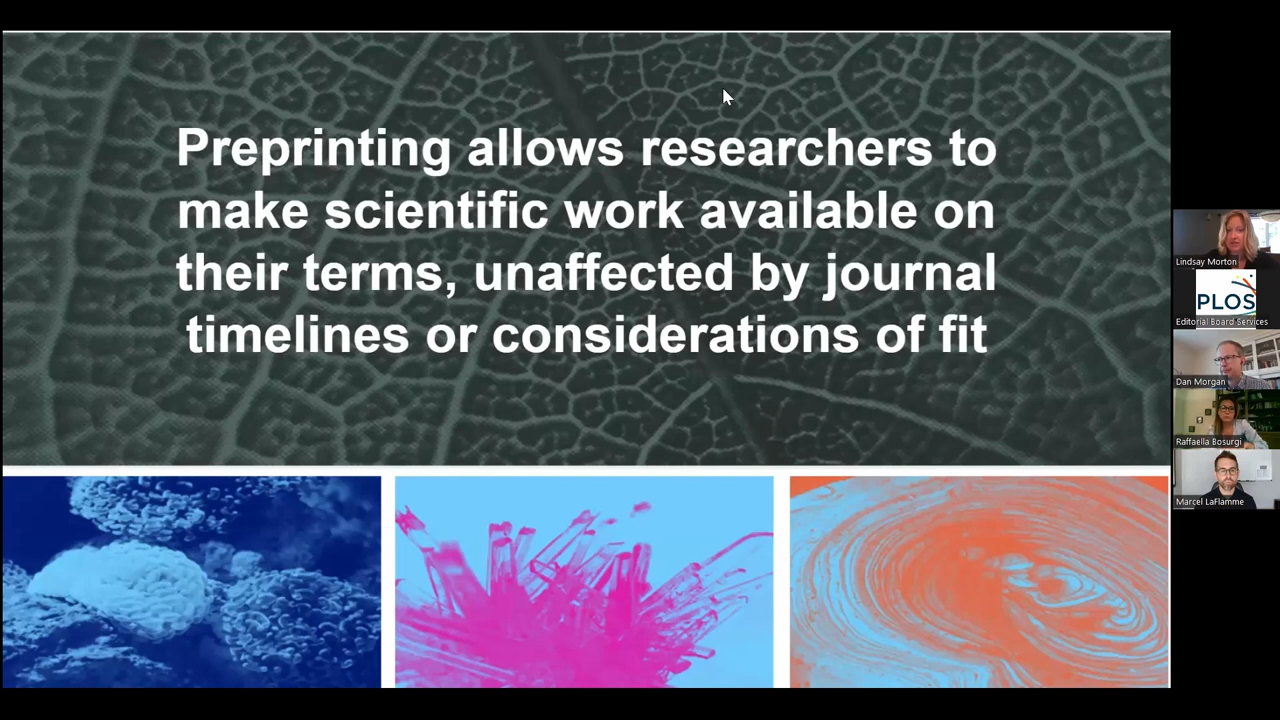 Preprinting allows researchers to
make scientific work available on
their terms, unaffected by journal
timelines or considerations of fit
Lindsay Morton
PLOS
Editorial Board Services
Dan Morgan
Raffaella Bosurgi
Marcel LaFlamme